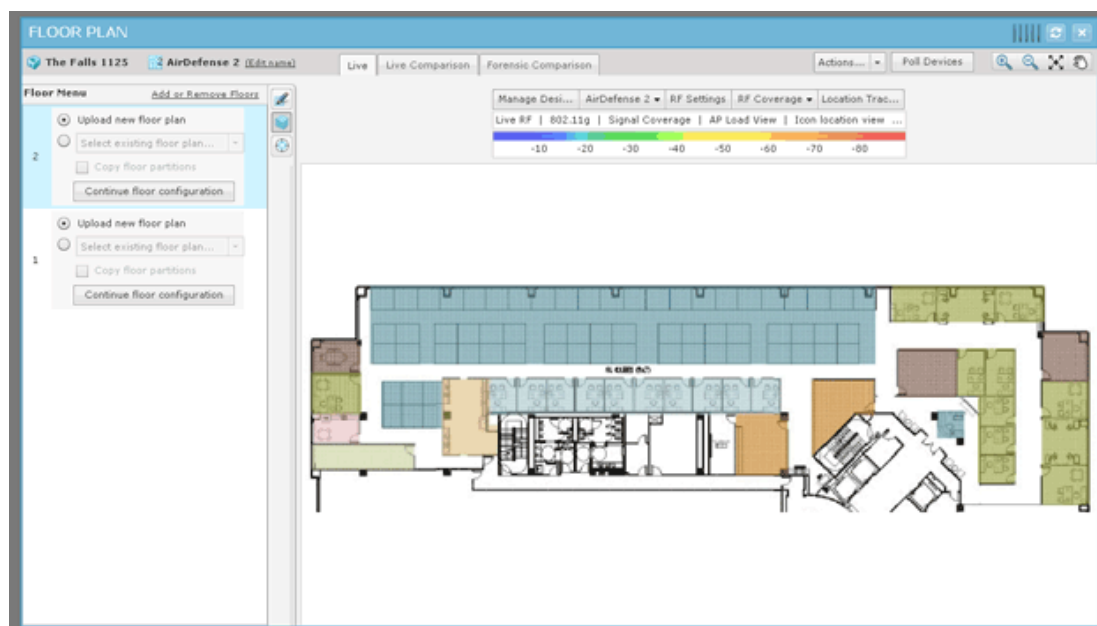 FLOOR PLAN
The Falls 1125 AirDefense 2 (Edit name) Live Live Comparison Forensic Comparison Actions... Poll Devices
Floor Menu Add or Remove Floors
Manage Desi... AirDefense 2 RF Settings RF Coverage Location Trac...
Live RF | 802.11g | Signal Coverage | AP Load View | Icon location view ...
-10 -20 -30 -40 -50 -60 -70 -80
Upload new floor plan
Select existing floor plan...
2
Copy floor partitions
Continue floor configuration
Upload new floor plan
Select existing floor plan...
1
Copy floor partitions
Continue floor configuration